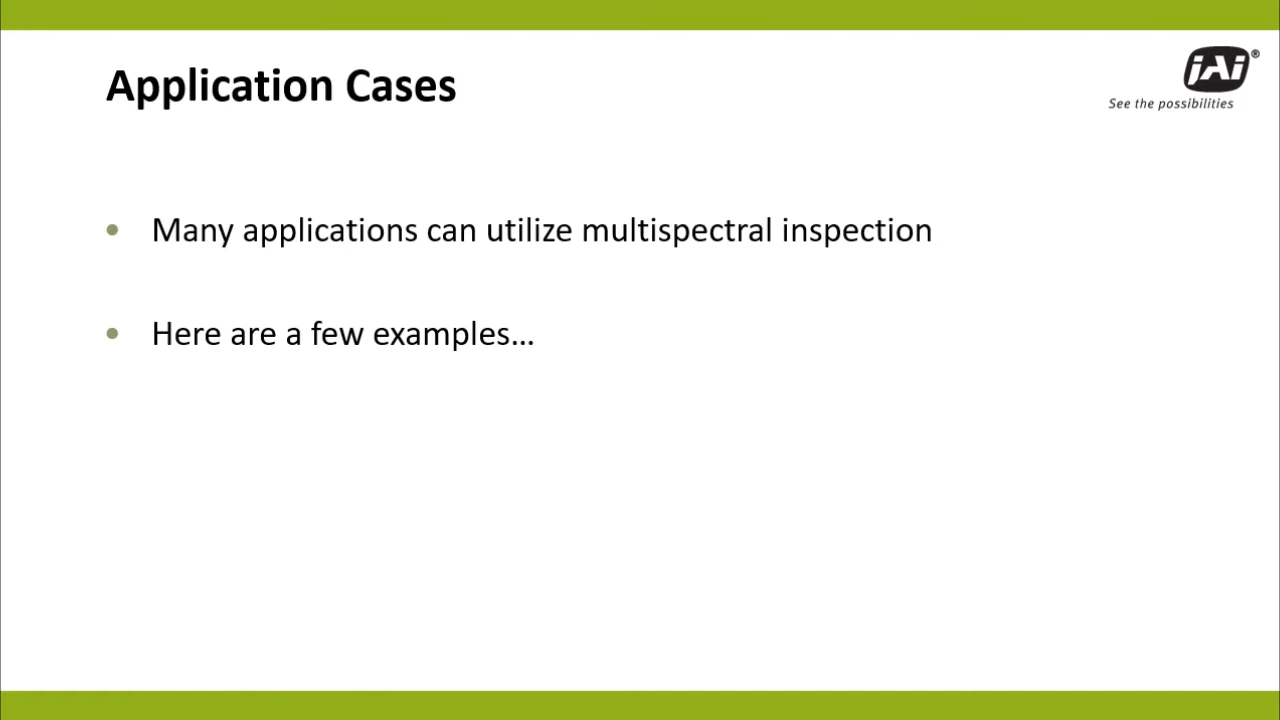 Application Cases
JAi®
See the possibilities
• Many applications can utilize multispectral inspection
• Here are a few examples…